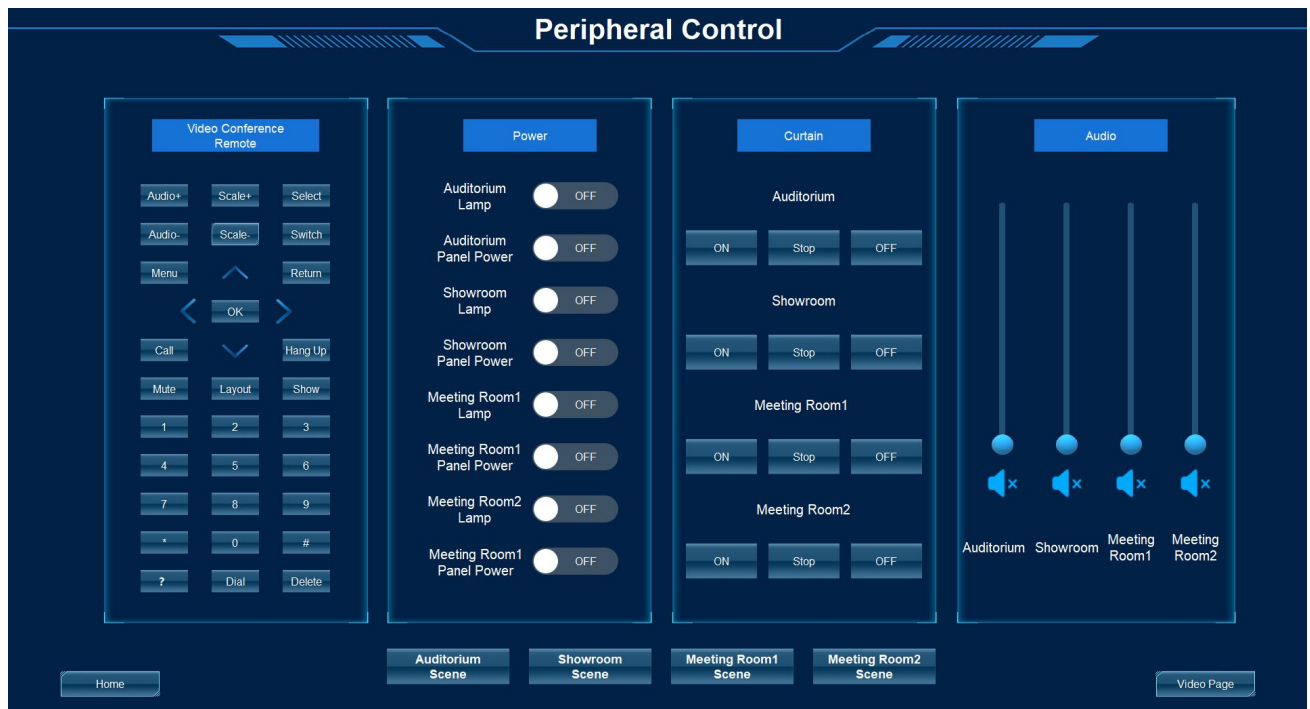 Peripheral Control
Video Conference
Remote
Audio+ Scale+ Select
Audio- Scale- Switch
Menu Return
OK
Call Hang Up
Mute Layout Show
1 2 3
4 5 6
7 8 9
* 0 #
? Dial Delete
Power
Auditorium
Lamp
OFF
Auditorium
Panel Power
OFF
Showroom
Lamp
OFF
Showroom
Panel Power
OFF
Meeting Room1
Lamp
OFF
Meeting Room1
Panel Power
OFF
Meeting Room2
Lamp
OFF
Meeting Room1
Panel Power
OFF
Curtain
Auditorium
ON Stop OFF
Showroom
ON Stop OFF
Meeting Room1
ON Stop OFF
Meeting Room2
ON Stop OFF
Audio
Auditorium
Showroom
Meeting
Room1
Meeting
Room2
Auditorium
Scene
Showroom
Scene
Meeting Room1
Scene
Meeting Room2
Scene
Home
Video Page